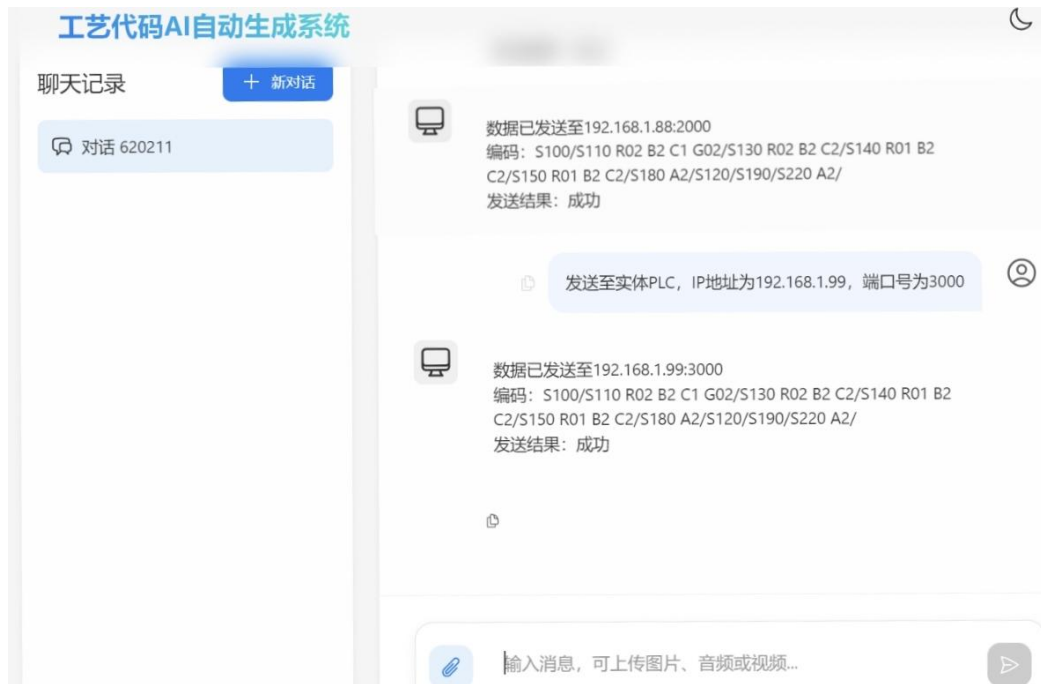 工艺代码AI自动生成系统
聊天记录
+ 新对话
对话 620211
数据已发送至192.168.1.88:2000
编码：S100/S110 R02 B2 C1 G02/S130 R02 B2 C2/S140 R01 B2
C2/S150 R01 B2 C2/S180 A2/S120/S190/S220 A2/
发送结果：成功
发送至实体PLC，IP地址为192.168.1.99，端口号为3000
数据已发送至192.168.1.99:3000
编码：S100/S110 R02 B2 C1 G02/S130 R02 B2 C2/S140 R01 B2
C2/S150 R01 B2 C2/S180 A2/S120/S190/S220 A2/
发送结果：成功
输入消息，可上传图片、音频或视频...